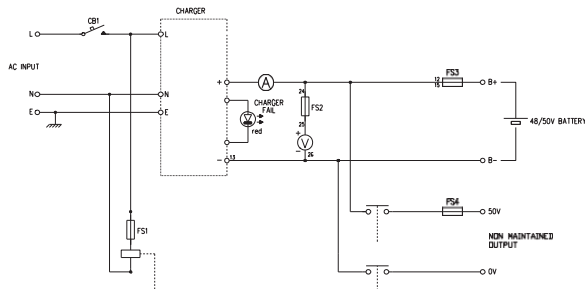 CHARGER
CB1
L
L
AC INPUT
N
N
E
E
+
A
12
15
FS3
B+
24
FS2
25
CHARGER
FAIL
red
+
V
-
26
48/50V BATTERY
-
13
B-
FS4
50V
FS1
NON MAINTAINED
OUTPUT
0V